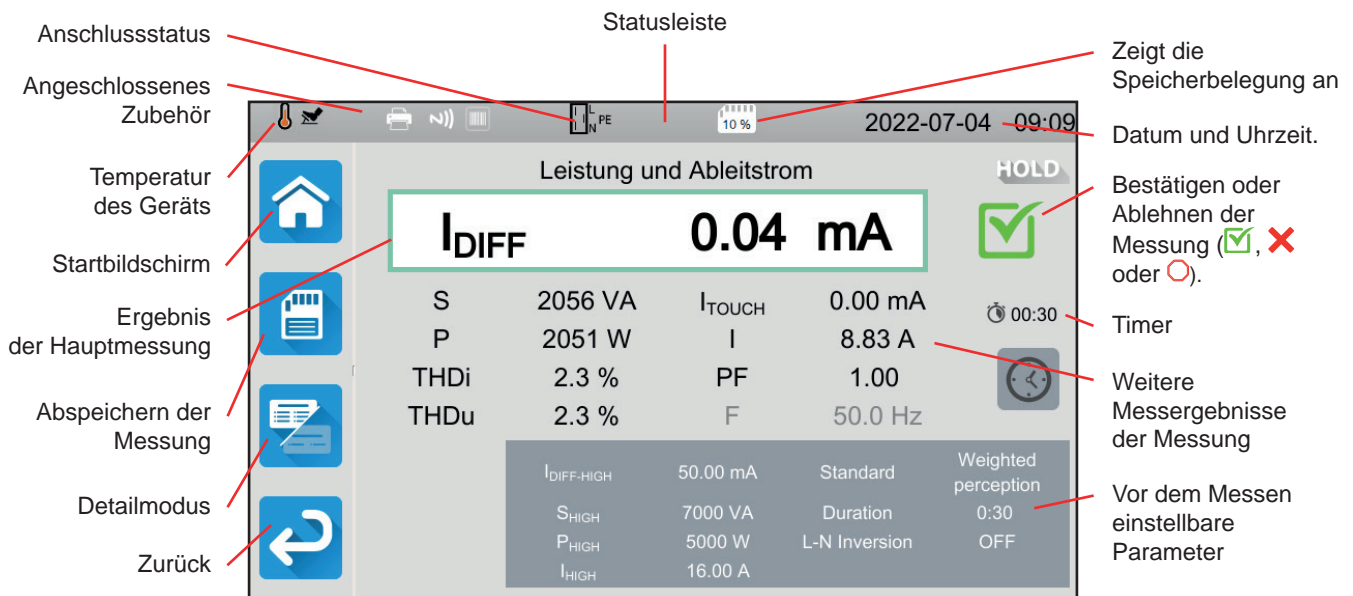 Statusleiste
Anschlussstatus
Angeschlossenes
Zubehör
Temperatur
des Geräts
Startbildschirm
Ergebnis
der Hauptmessung
Abspeichern der
Messung
Detailmodus
Zurück
L
N PE
10 %
2022-07-04 09:09
Leistung und Ableitstrom
HOLD
IDIFF 0.04 mA
S 2056 VA ITOUCH 0.00 mA
00:30
P 2051 W I 8.83 A
THDi 2.3 % PF 1.00
THDu 2.3 % F 50.0 Hz
IDIFF-HIGH 50.00 mA Standard Weighted
perception
SHIGH 7000 VA Duration 0:30
PHIGH 5000 W L-N Inversion OFF
IHIGH 16.00 A
Zeigt die
Speicherbelegung an
Datum und Uhrzeit.
Bestätigen oder
Ablehnen der
Messung (☑, ❌
oder ⭕).
Timer
Weitere
Messergebnisse
der Messung
Vor dem Messen
einstellbare
Parameter